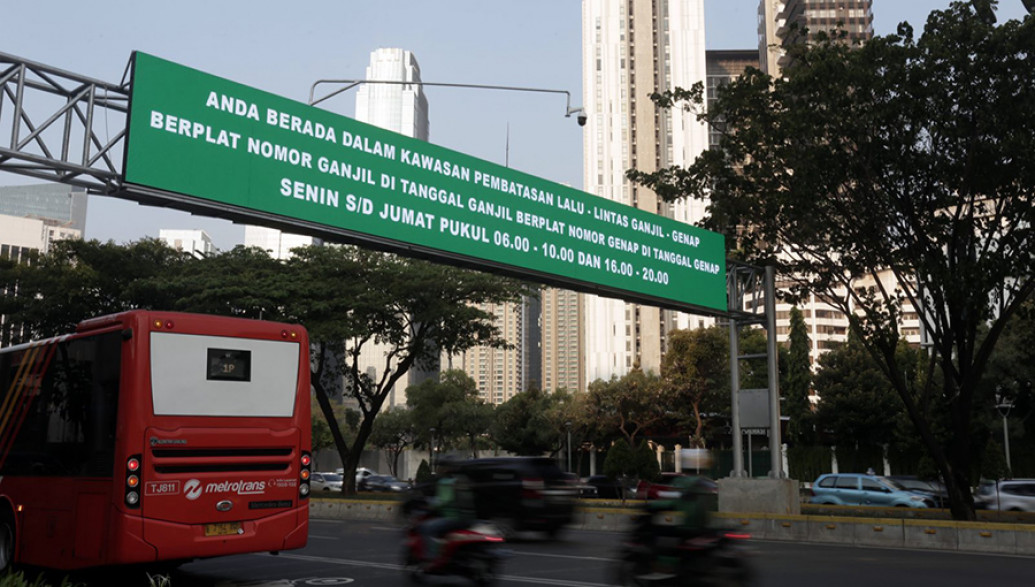 ANDA BERADA DALAM KAWASAN PEMBATASAN LALU - LINTAS GANJIL - GENAP
BERPLAT NOMOR GANJIL DI TANGGAL GANJIL BERPLAT NOMOR GENAP DI TANGGAL GENAP
SENIN S/D JUMAT PUKUL 06.00 - 10.00 DAN 16.00 - 20.00
1P
TJ811
metrotrans